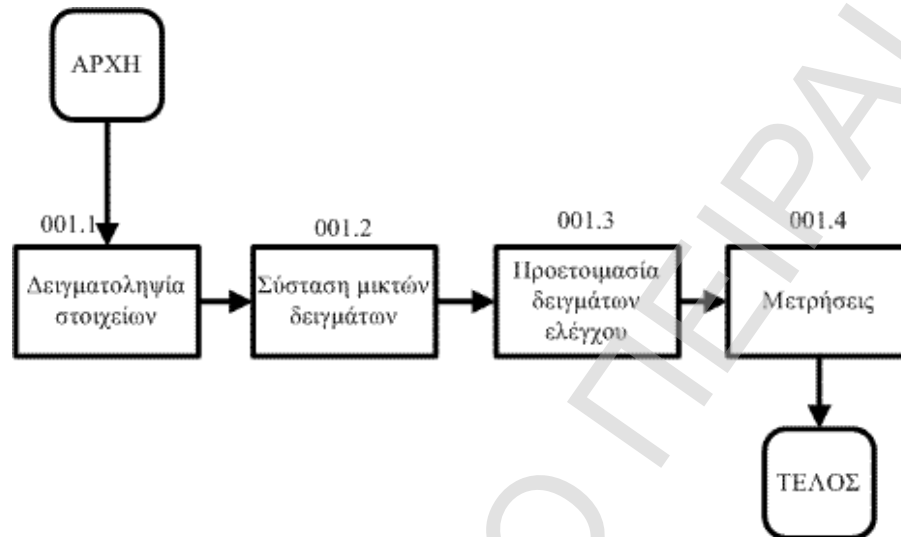 ΑΡΧΗ
001.1
Δειγματοληψία
στοιχείων
001.2
Σύσταση μικτών
δειγμάτων
001.3
Προετοιμασία
δειγμάτων
ελέγχου
001.4
Μετρήσεις
ΤΕΛΟΣ
Ο ΠΕΙΡΑΙ